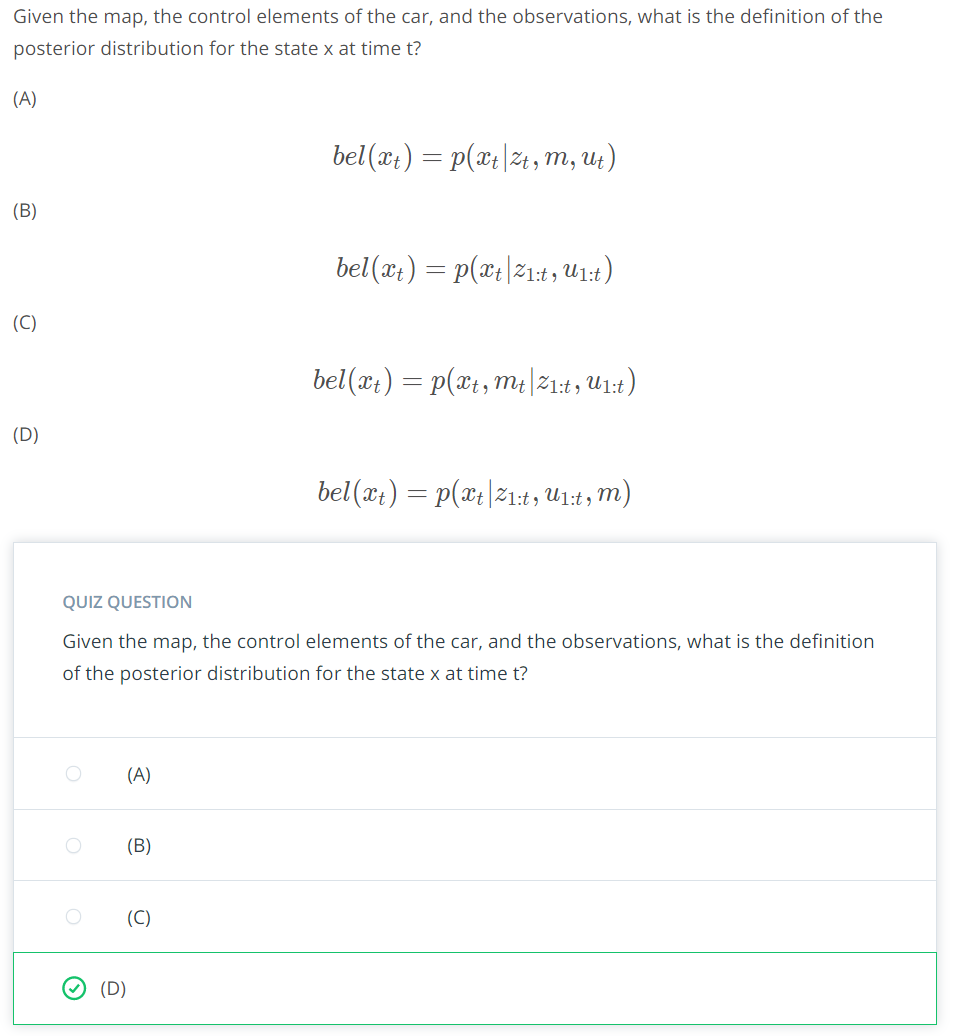 Given the map, the control elements of the car, and the observations, what is the definition of the
posterior distribution for the state x at time t?
(A)
bel(x_t) = p(x_t|z_t, m, u_t)
(B)
bel(x_t) = p(x_t|z_{1:t}, u_{1:t})
(C)
bel(x_t) = p(x_t, m_t|z_{1:t}, u_{1:t})
(D)
bel(x_t) = p(x_t|z_{1:t}, u_{1:t}, m)
QUIZ QUESTION
Given the map, the control elements of the car, and the observations, what is the definition
of the posterior distribution for the state x at time t?
(A)
(B)
(C)
(D)